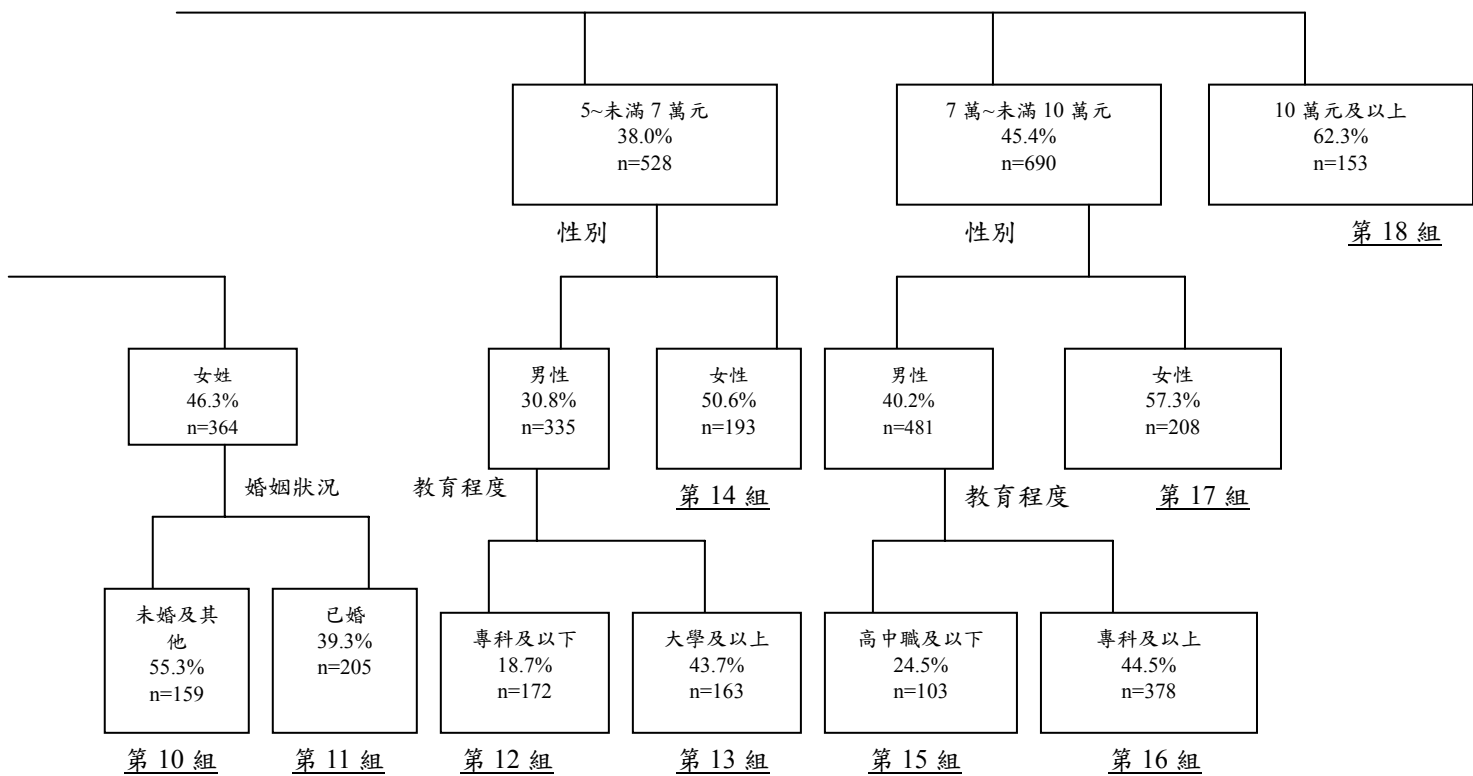 5~未滿 7 萬元
38.0%
n=528
7 萬~未滿 10 萬元
45.4%
n=690
10 萬元及以上
62.3%
n=153
性別
性別
第 18 組
女姓
46.3%
n=364
男性
30.8%
n=335
女性
50.6%
n=193
男性
40.2%
n=481
女性
57.3%
n=208
婚姻狀況
教育程度
第 14 組
教育程度
第 17 組
未婚及其
他
55.3%
n=159
已婚
39.3%
n=205
專科及以下
18.7%
n=172
大學及以上
43.7%
n=163
高中職及以下
24.5%
n=103
專科及以上
44.5%
n=378
第 10 組
第 11 組
第 12 組
第 13 組
第 15 組
第 16 組